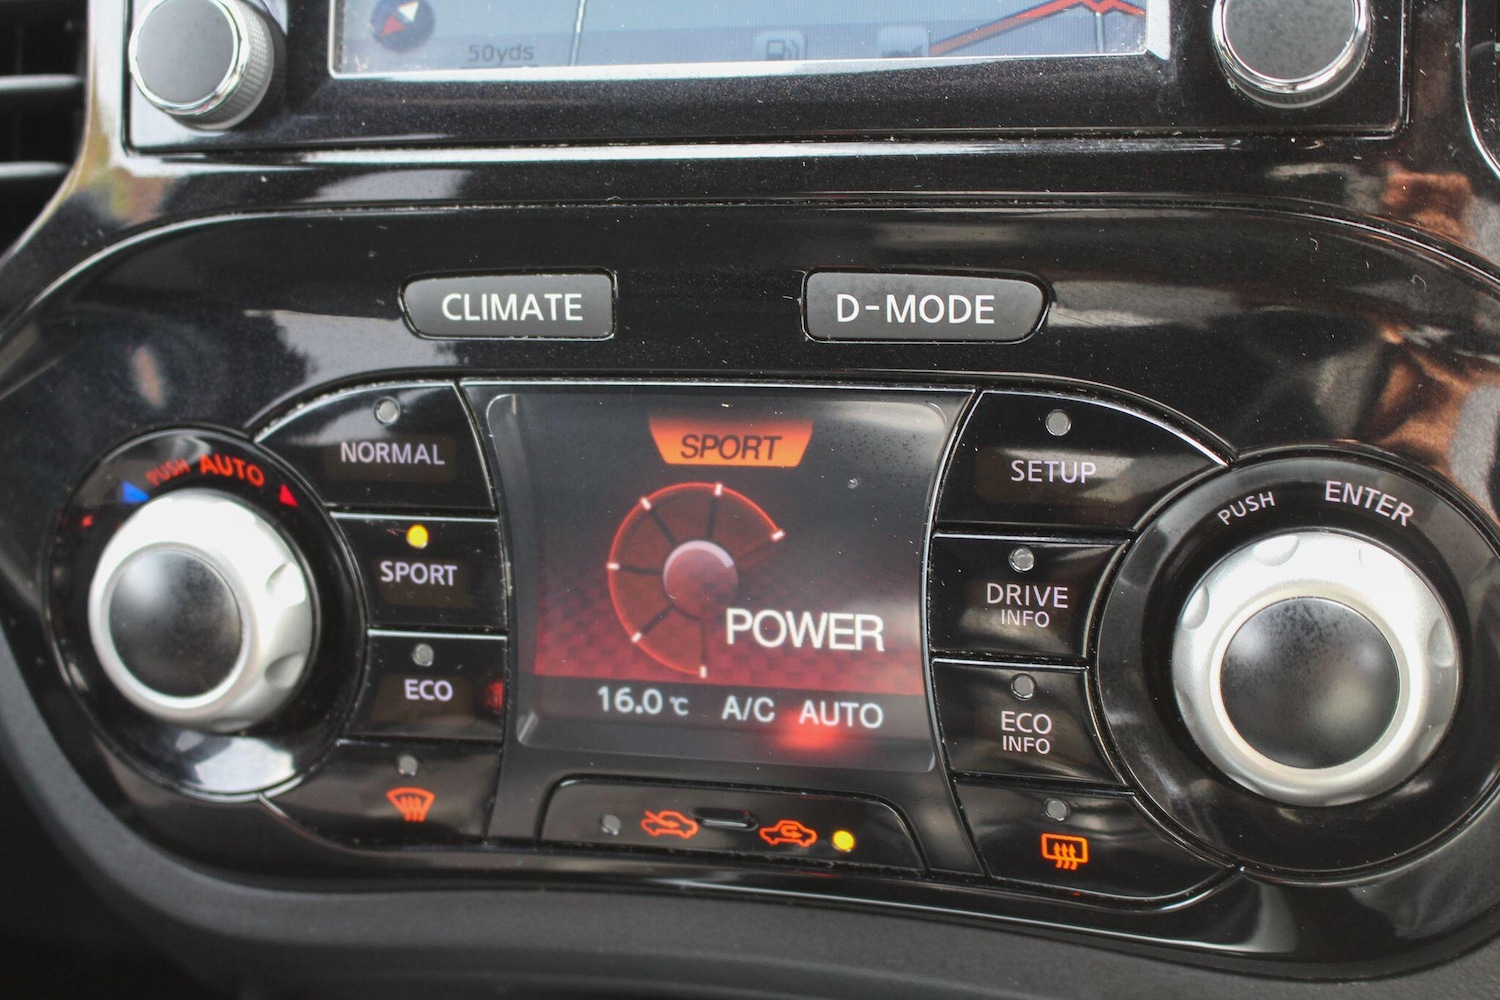 50yds
CLIMATE
D-MODE
PUSH AUTO
NORMAL
SPORT
ECO
SPORT
POWER
16.0 ℃ A/C AUTO
SETUP
DRIVE
INFO
ECO
INFO
PUSH ENTER